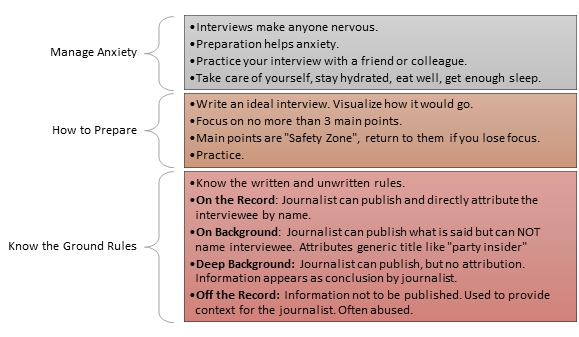 Manage Anxiety
•Interviews make anyone nervous.
•Preparation helps anxiety.
•Practice your interview with a friend or colleague.
•Take care of yourself, stay hydrated, eat well, get enough sleep.
How to Prepare
•Write an ideal interview. Visualize how it would go.
•Focus on no more than 3 main points.
•Main points are "Safety Zone", return to them if you lose focus.
•Practice.
Know the Ground Rules
•Know the written and unwritten rules.
•On the Record: Journalist can publish and directly attribute the
interviewee by name.
•On Background: Journalist can publish what is said but can NOT
name interviewee. Attributes generic title like "party insider"
•Deep Background: Journalist can publish, but no attribution.
Information appears as conclusion by journalist.
•Off the Record: Information not to be published. Used to provide
context for the journalist. Often abused.